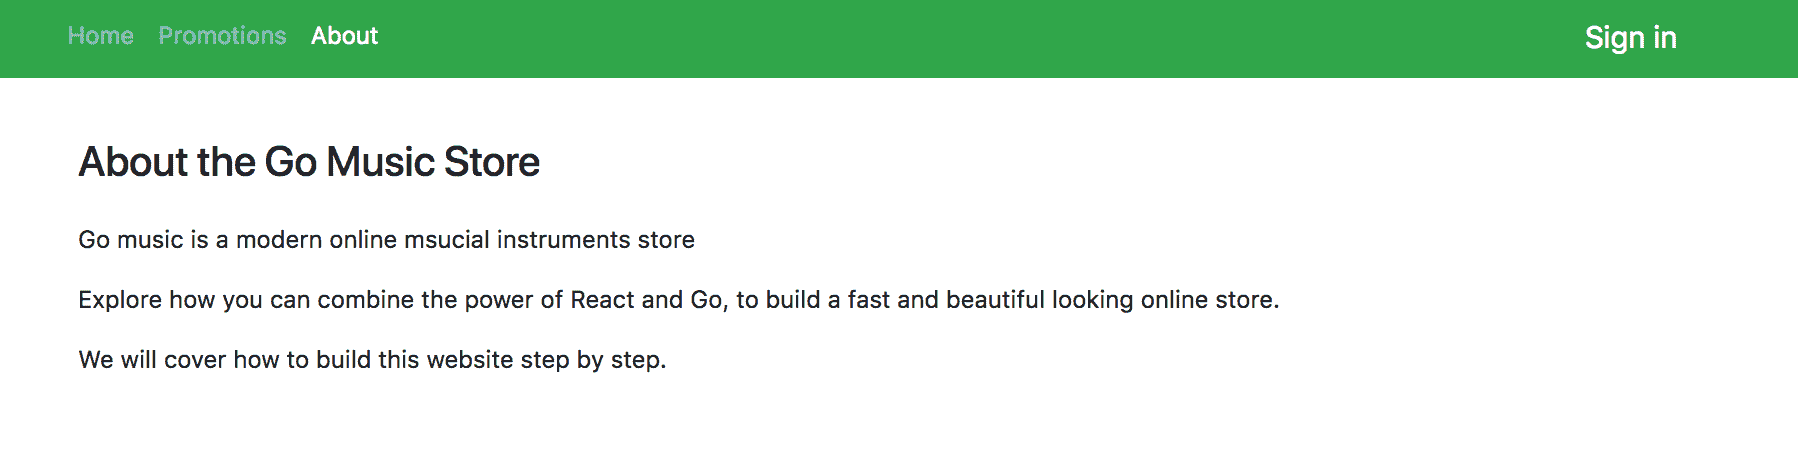 Home Promotions About Sign in
About the Go Music Store
Go music is a modern online msucial instruments store
Explore how you can combine the power of React and Go, to build a fast and beautiful looking online store.
We will cover how to build this website step by step.